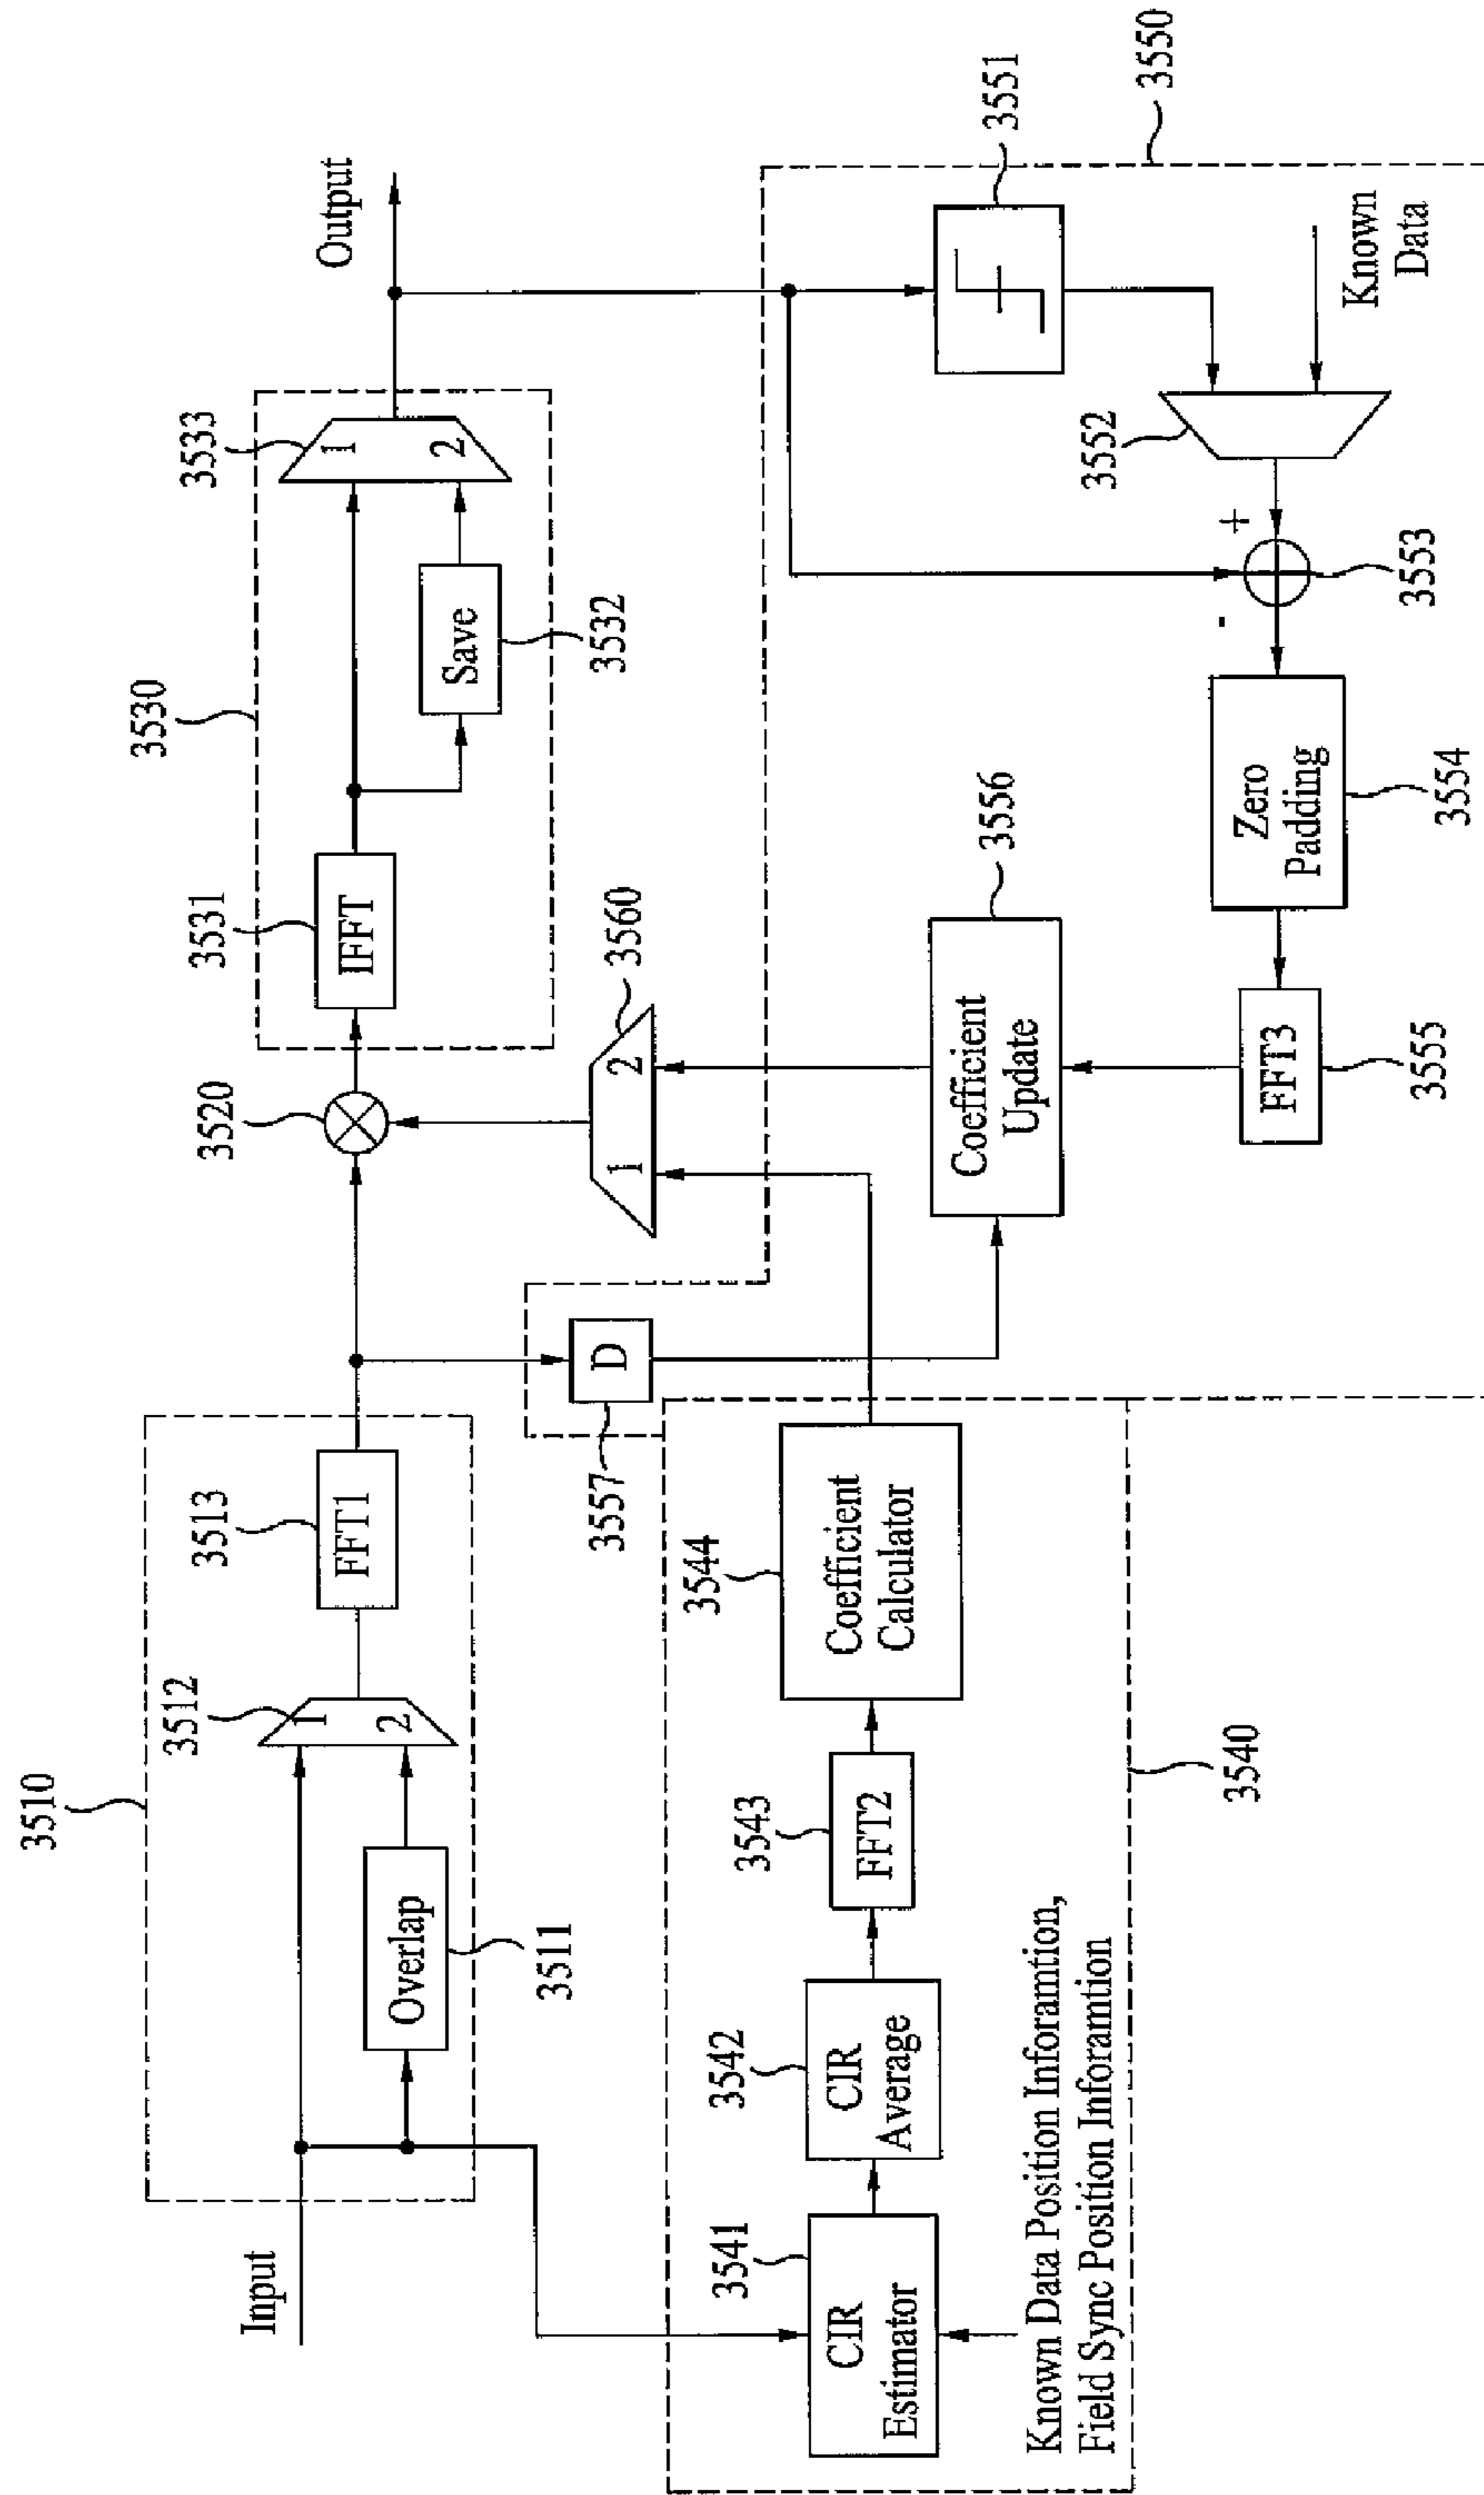 3510
3512
3513
3520
3530
3531
3533
Input
1
2
Overlap
3511
FFT1
IFFT
Save
3532
1
2
Output
3557
D
1
2
3560
3540
3541
CIR
Estimator
3542
CIR
Average
3543
FFT2
3544
Coefficient
Calculator
Known Data Position Inforamtion,
Field Sync Position Inforamtion
3550
3556
Coefficient
Update
3551
3552
Known
Data
+
-
3553
Zero
Padding
3554
FFT3
3555